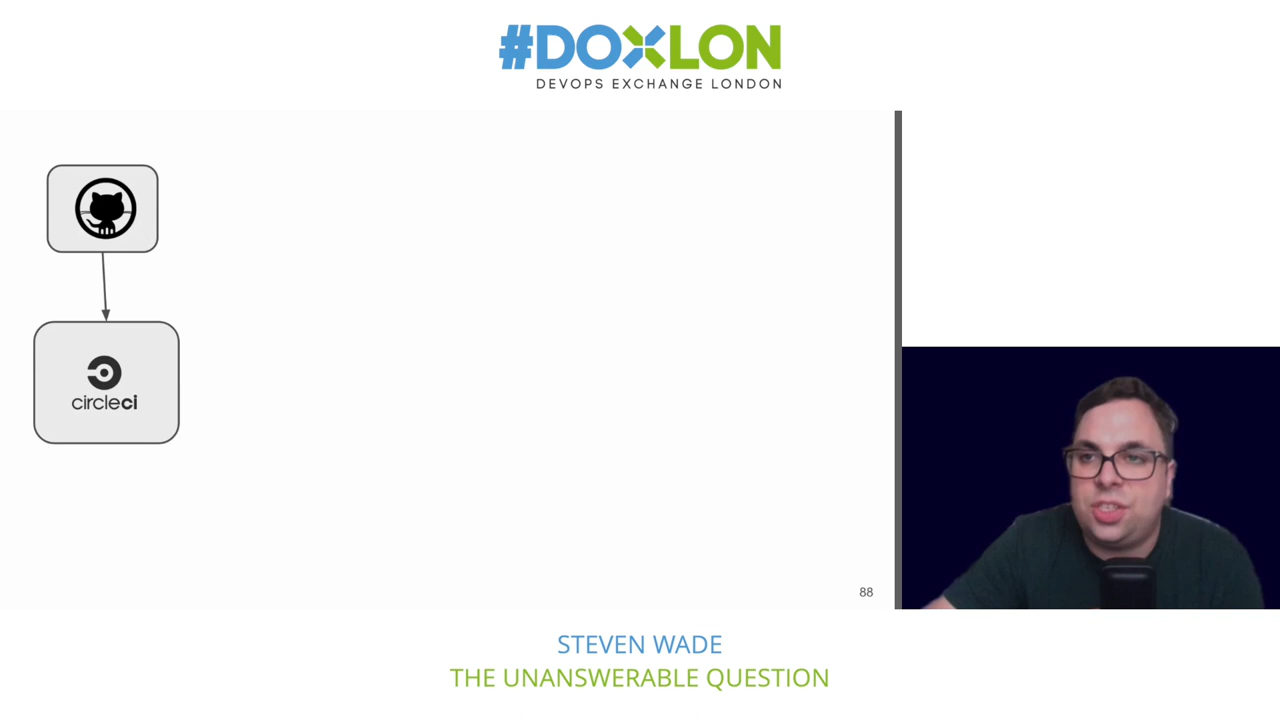 #DOXLON
DEVOPS EXCHANGE LONDON
circleci
88
STEVEN WADE
THE UNANSWERABLE QUESTION